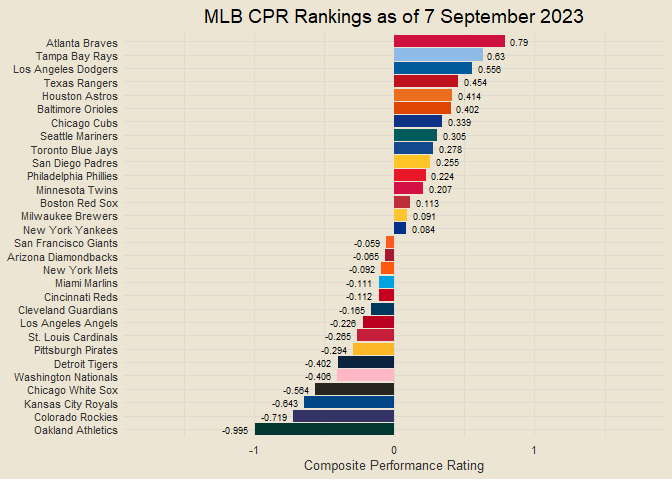 MLB CPR Rankings as of 7 September 2023
Atlanta Braves 0.79
Tampa Bay Rays 0.63
Los Angeles Dodgers 0.556
Texas Rangers 0.454
Houston Astros 0.414
Baltimore Orioles 0.402
Chicago Cubs 0.339
Seattle Mariners 0.305
Toronto Blue Jays 0.278
San Diego Padres 0.255
Philadelphia Phillies 0.224
Minnesota Twins 0.207
Boston Red Sox 0.113
Milwaukee Brewers 0.091
New York Yankees 0.084
San Francisco Giants -0.059
Arizona Diamondbacks -0.065
New York Mets -0.092
Miami Marlins -0.111
Cincinnati Reds -0.112
Cleveland Guardians -0.165
Los Angeles Angels -0.226
St. Louis Cardinals -0.265
Pittsburgh Pirates -0.294
Detroit Tigers -0.402
Washington Nationals -0.406
Chicago White Sox -0.564
Kansas City Royals -0.643
Colorado Rockies -0.719
Oakland Athletics -0.995
-1 0 1
Composite Performance Rating